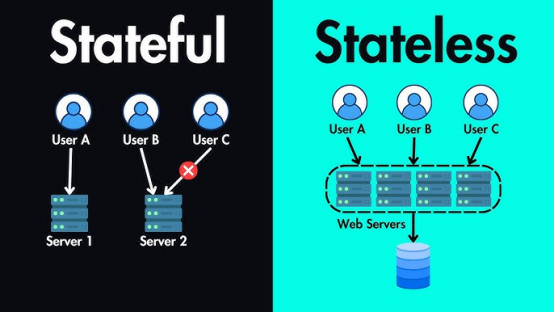 Stateful
User A
User B
User C
Server 1
Server 2
Stateless
User A
User B
User C
Web Servers